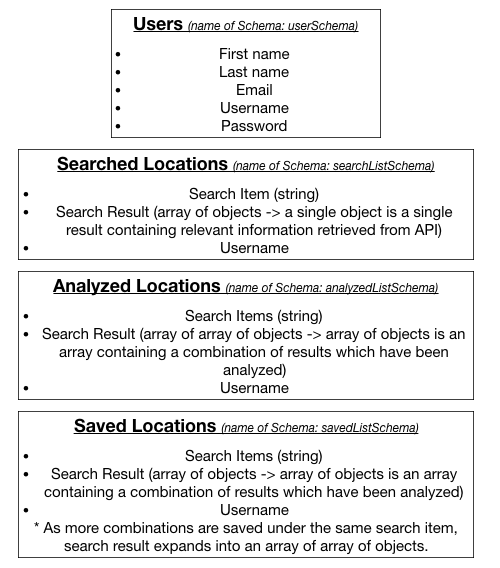 Users (name of Schema: userSchema)
• First name
• Last name
• Email
• Username
• Password
Searched Locations (name of Schema: searchListSchema)
• Search Item (string)
• Search Result (array of objects -> a single object is a single
result containing relevant information retrieved from API)
• Username
Analyzed Locations (name of Schema: analyzedListSchema)
• Search Items (string)
• Search Result (array of array of objects -> array of objects is an
array containing a combination of results which have been
analyzed)
• Username
Saved Locations (name of Schema: savedListSchema)
• Search Items (string)
• Search Result (array of objects -> array of objects is an array
containing a combination of results which have been analyzed)
• Username
* As more combinations are saved under the same search item,
search result expands into an array of array of objects.